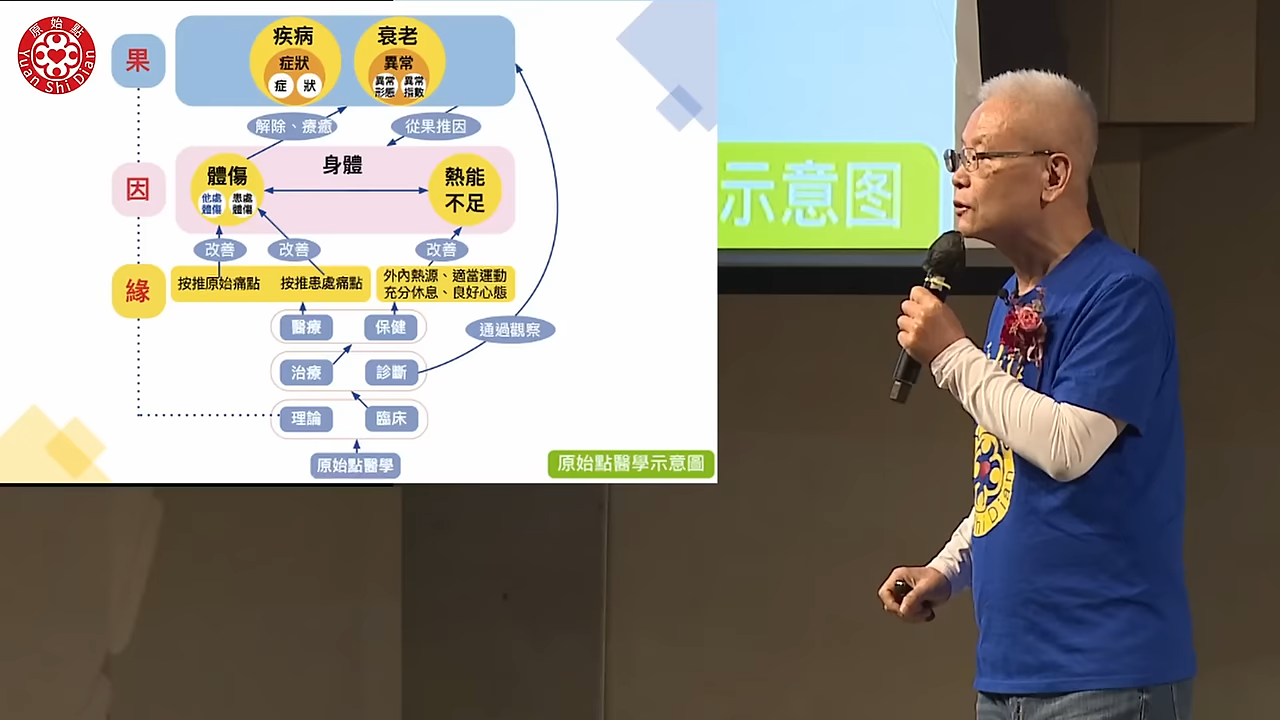 原始點
Yuan Shi Dian
果
疾病
症狀
症 狀
衰老
異常
異常形態
異常指數
解除、療癒
從果推因
因
身體
體傷
他處體傷
患處體傷
熱能不足
改善
改善
改善
緣
按推原始痛點 按推患處痛點
外內熱源、適當運動
充分休息、良好心態
醫療
保健
通過觀察
治療
診斷
理論
臨床
原始點醫學
原始點醫學示意圖
示意图
Shi Dian